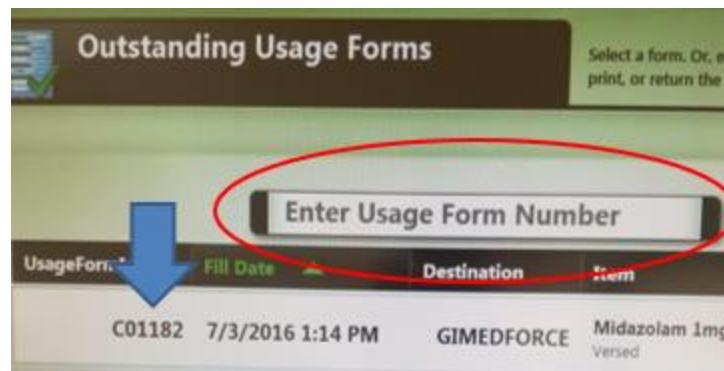 Outstanding Usage Forms
Select a form. Or, e
print, or return the
Enter Usage Form Number
UsageForm Fill Date Destination Item
C01182 7/3/2016 1:14 PM GIMEDFORCE Midazolam 1mg
Versed